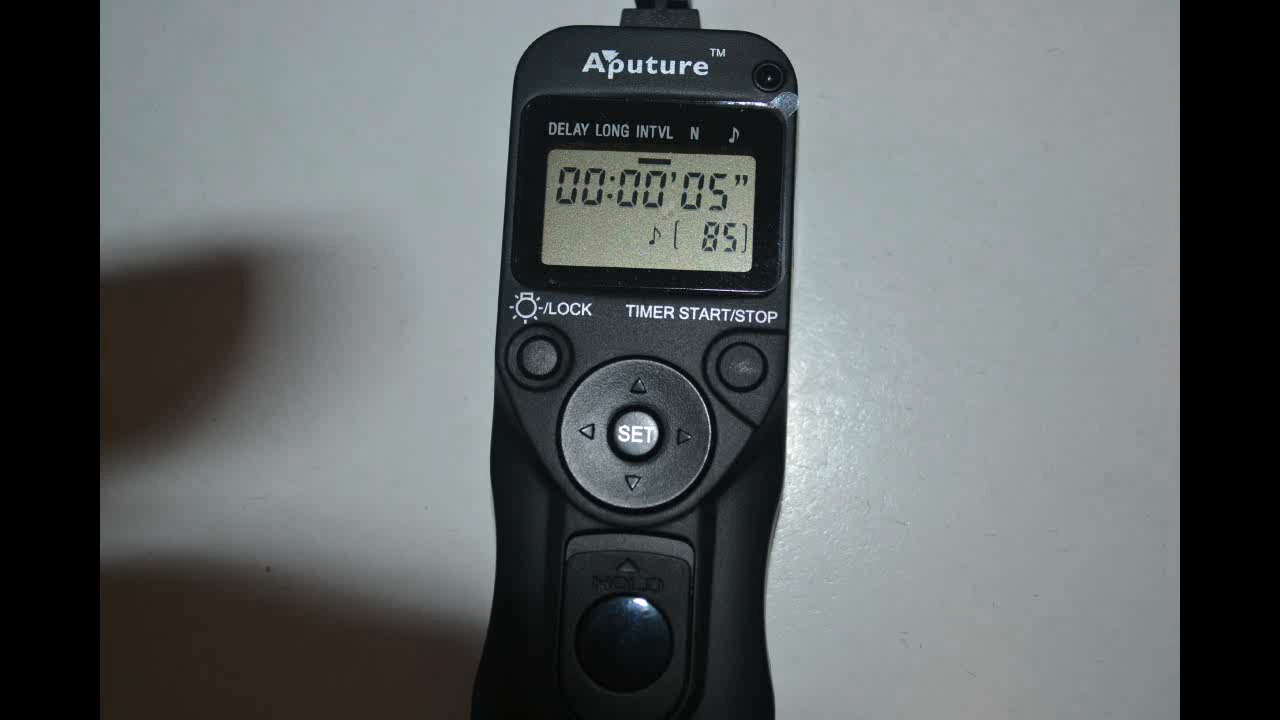 Aputure™
DELAY LONG INTVL N ♪
00:00'05”
♪ [ 85]
/LOCK TIMER START/STOP
SET
HOLD